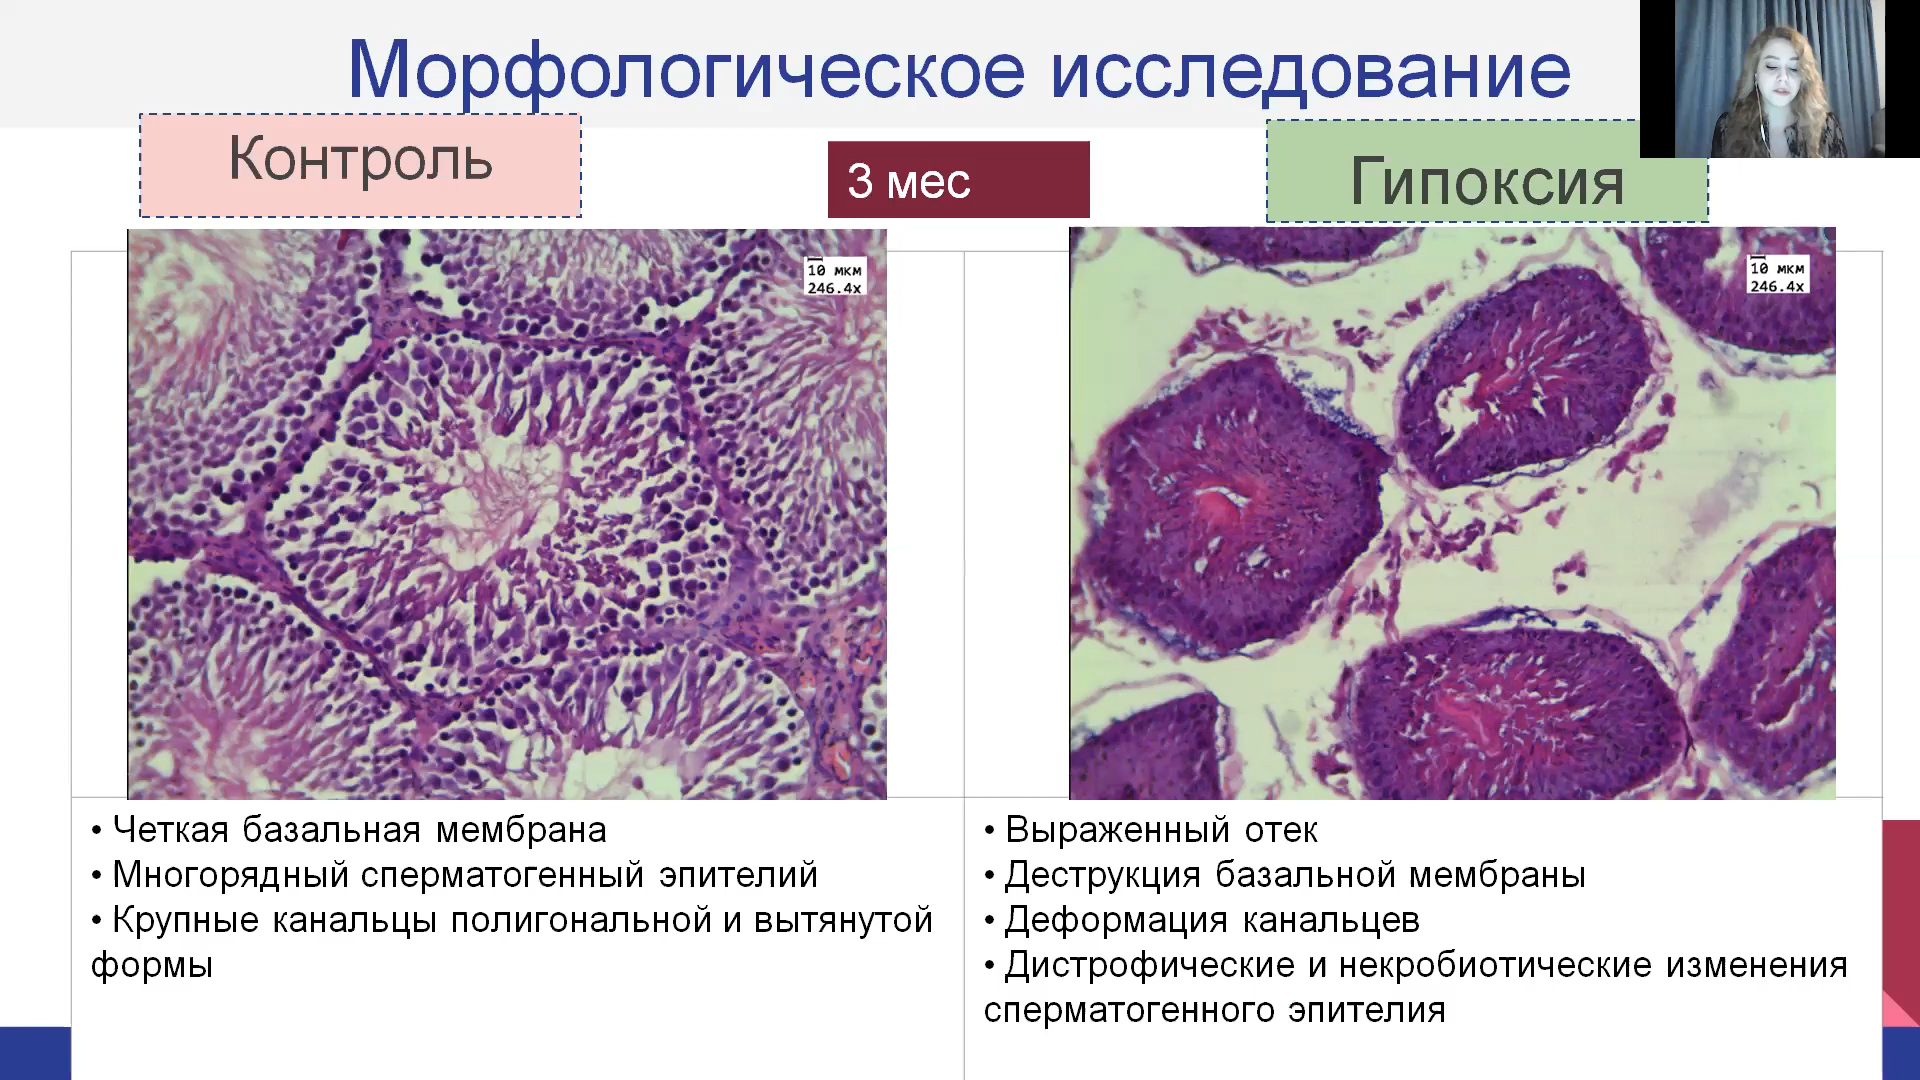 Морфологическое исследование
Контроль
3 мес
Гипоксия
10 мкм
246.4x
10 мкм
246.4x
• Четкая базальная мембрана
• Многорядный сперматогенный эпителий
• Крупные канальцы полигональной и вытянутой
формы
• Выраженный отек
• Деструкция базальной мембраны
• Деформация канальцев
• Дистрофические и некробиотические изменения
сперматогенного эпителия